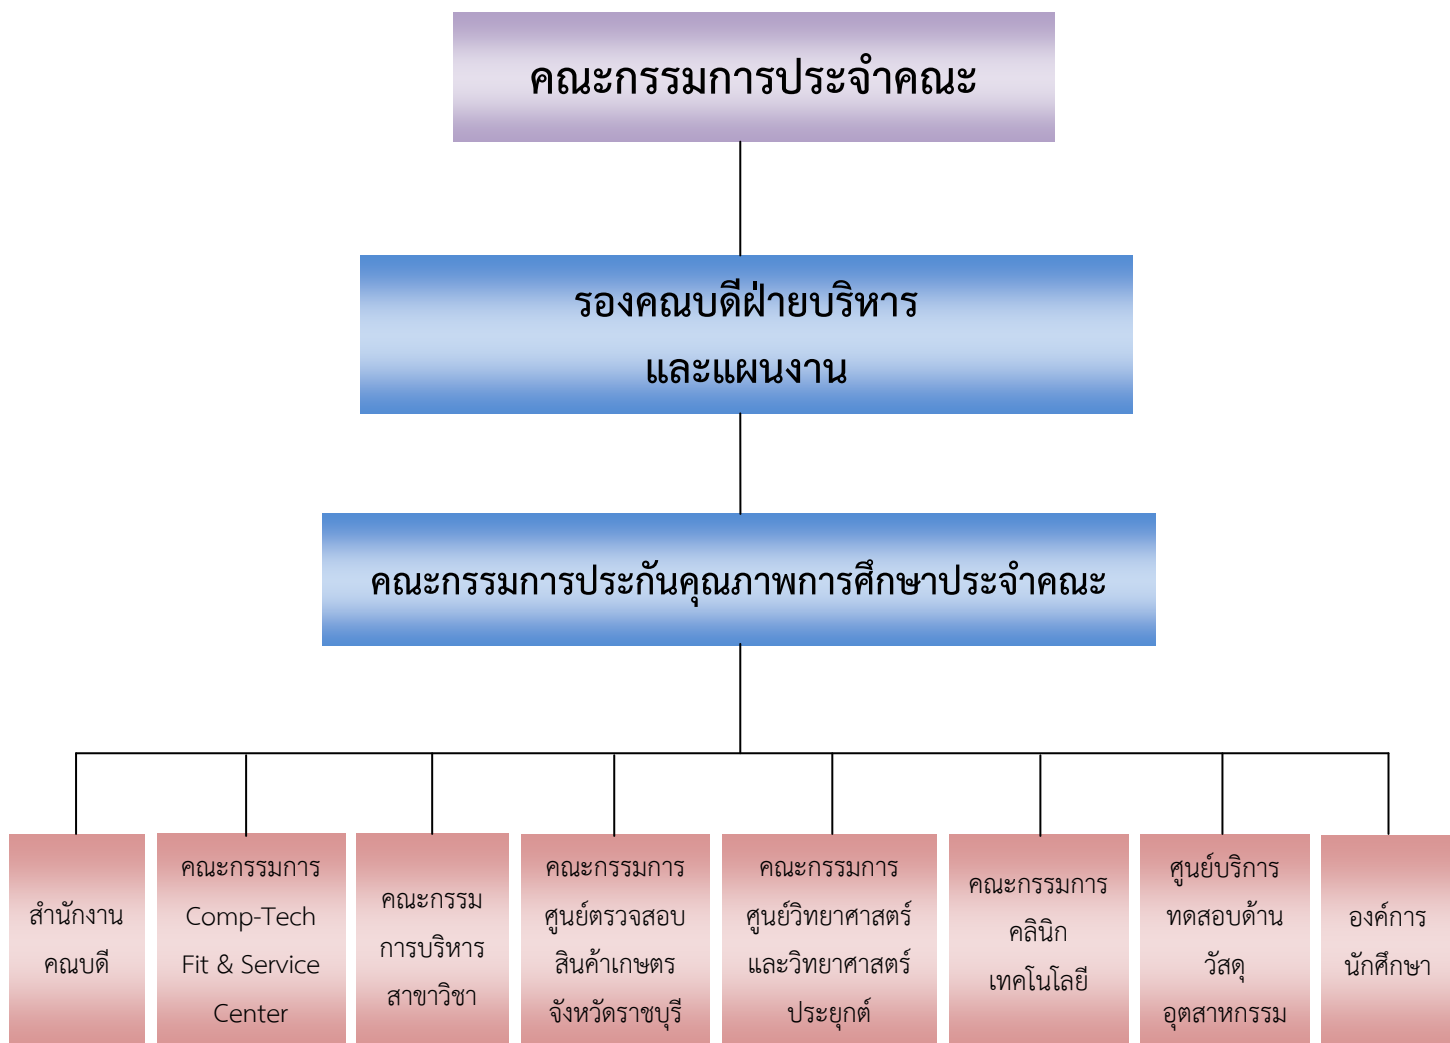 คณะกรรมการประจำคณะ
รองคณบดีฝ่ายบริหาร
และแผนงาน
คณะกรรมการประกันคุณภาพการศึกษาประจำคณะ
สำนักงาน
คณบดี
คณะกรรมการ
Comp-Tech
Fit & Service
Center
คณะกรรม
การบริหาร
สาขาวิชา
คณะกรรมการ
ศูนย์ตรวจสอบ
สินค้าเกษตร
จังหวัดราชบุรี
คณะกรรมการ
ศูนย์วิทยาศาสตร์
และวิทยาศาสตร์
ประยุกต์
คณะกรรมการ
คลินิก
เทคโนโลยี
ศูนย์บริการ
ทดสอบด้าน
วัสดุ
อุตสาหกรรม
องค์การ
นักศึกษา